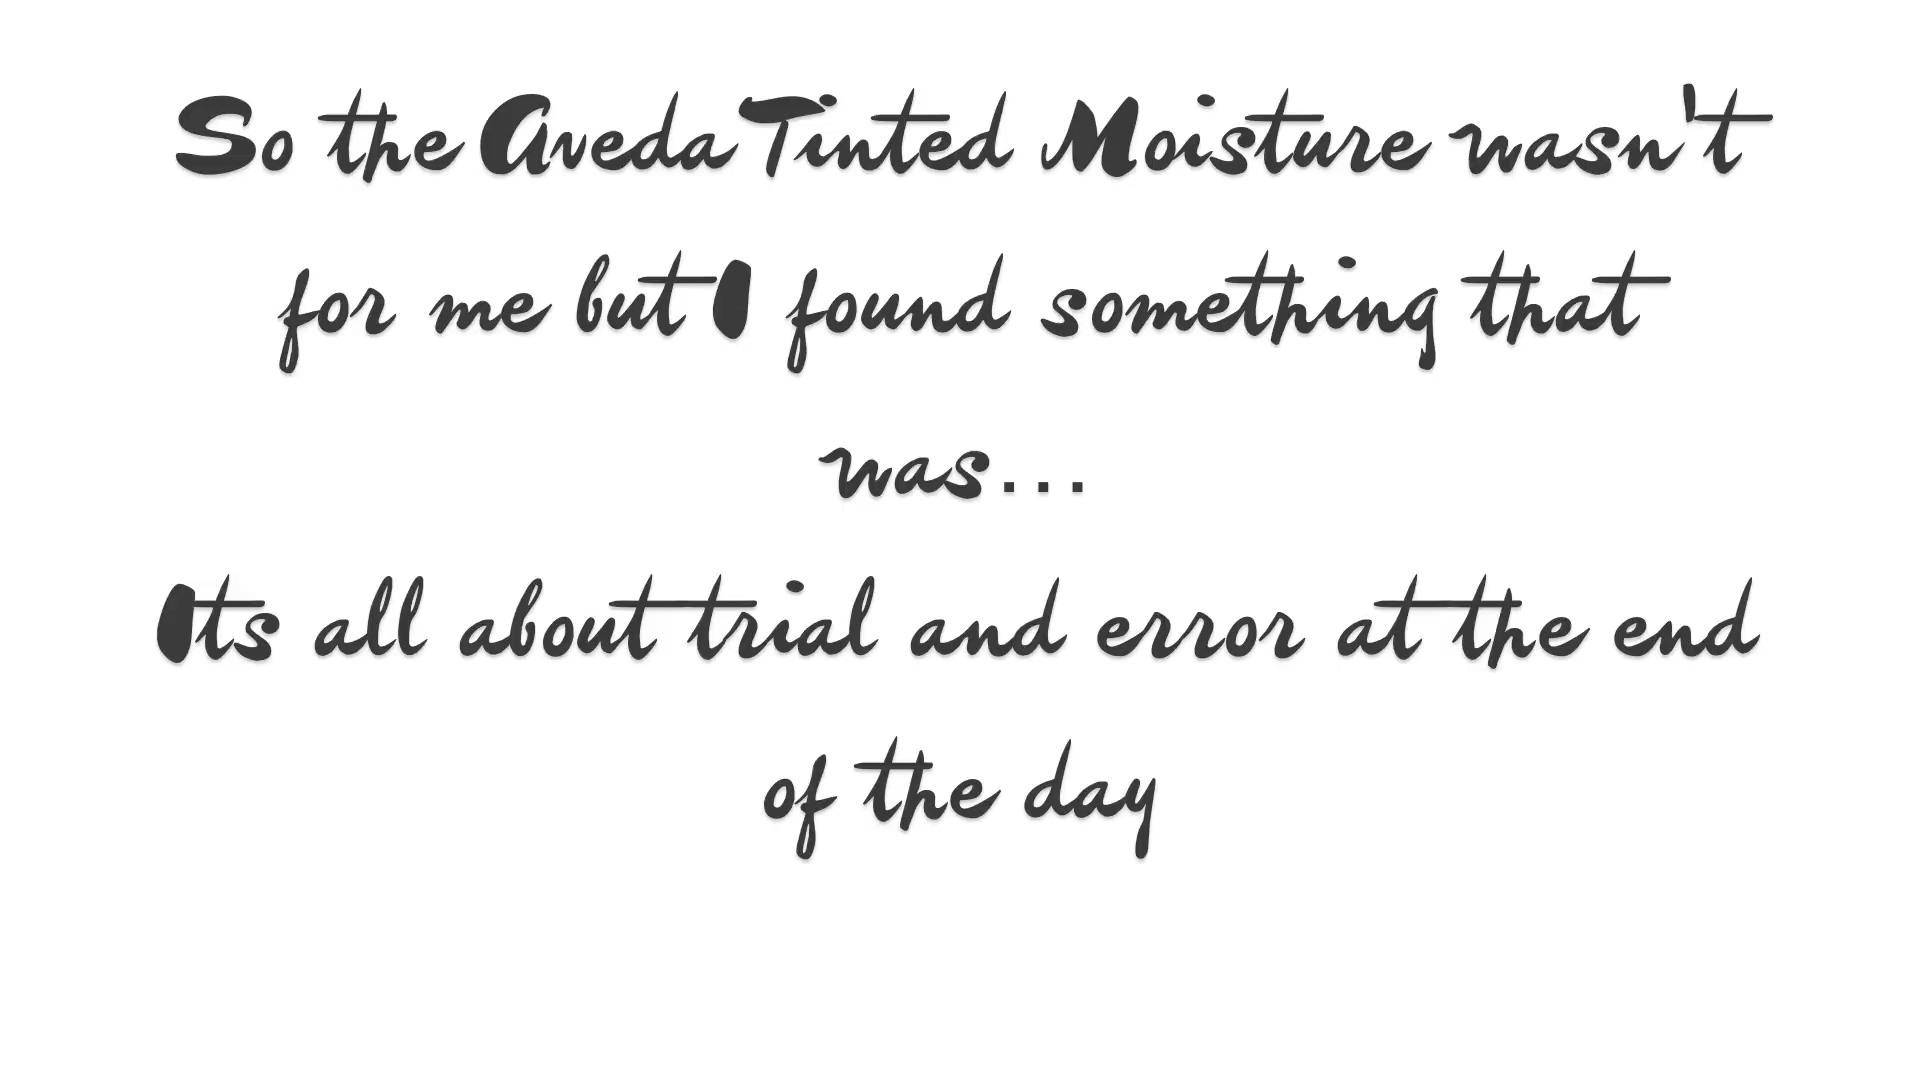 So the Aveda Tinted Moisture wasn't
for me but I found something that
was...
Its all about trial and error at the end
of the day